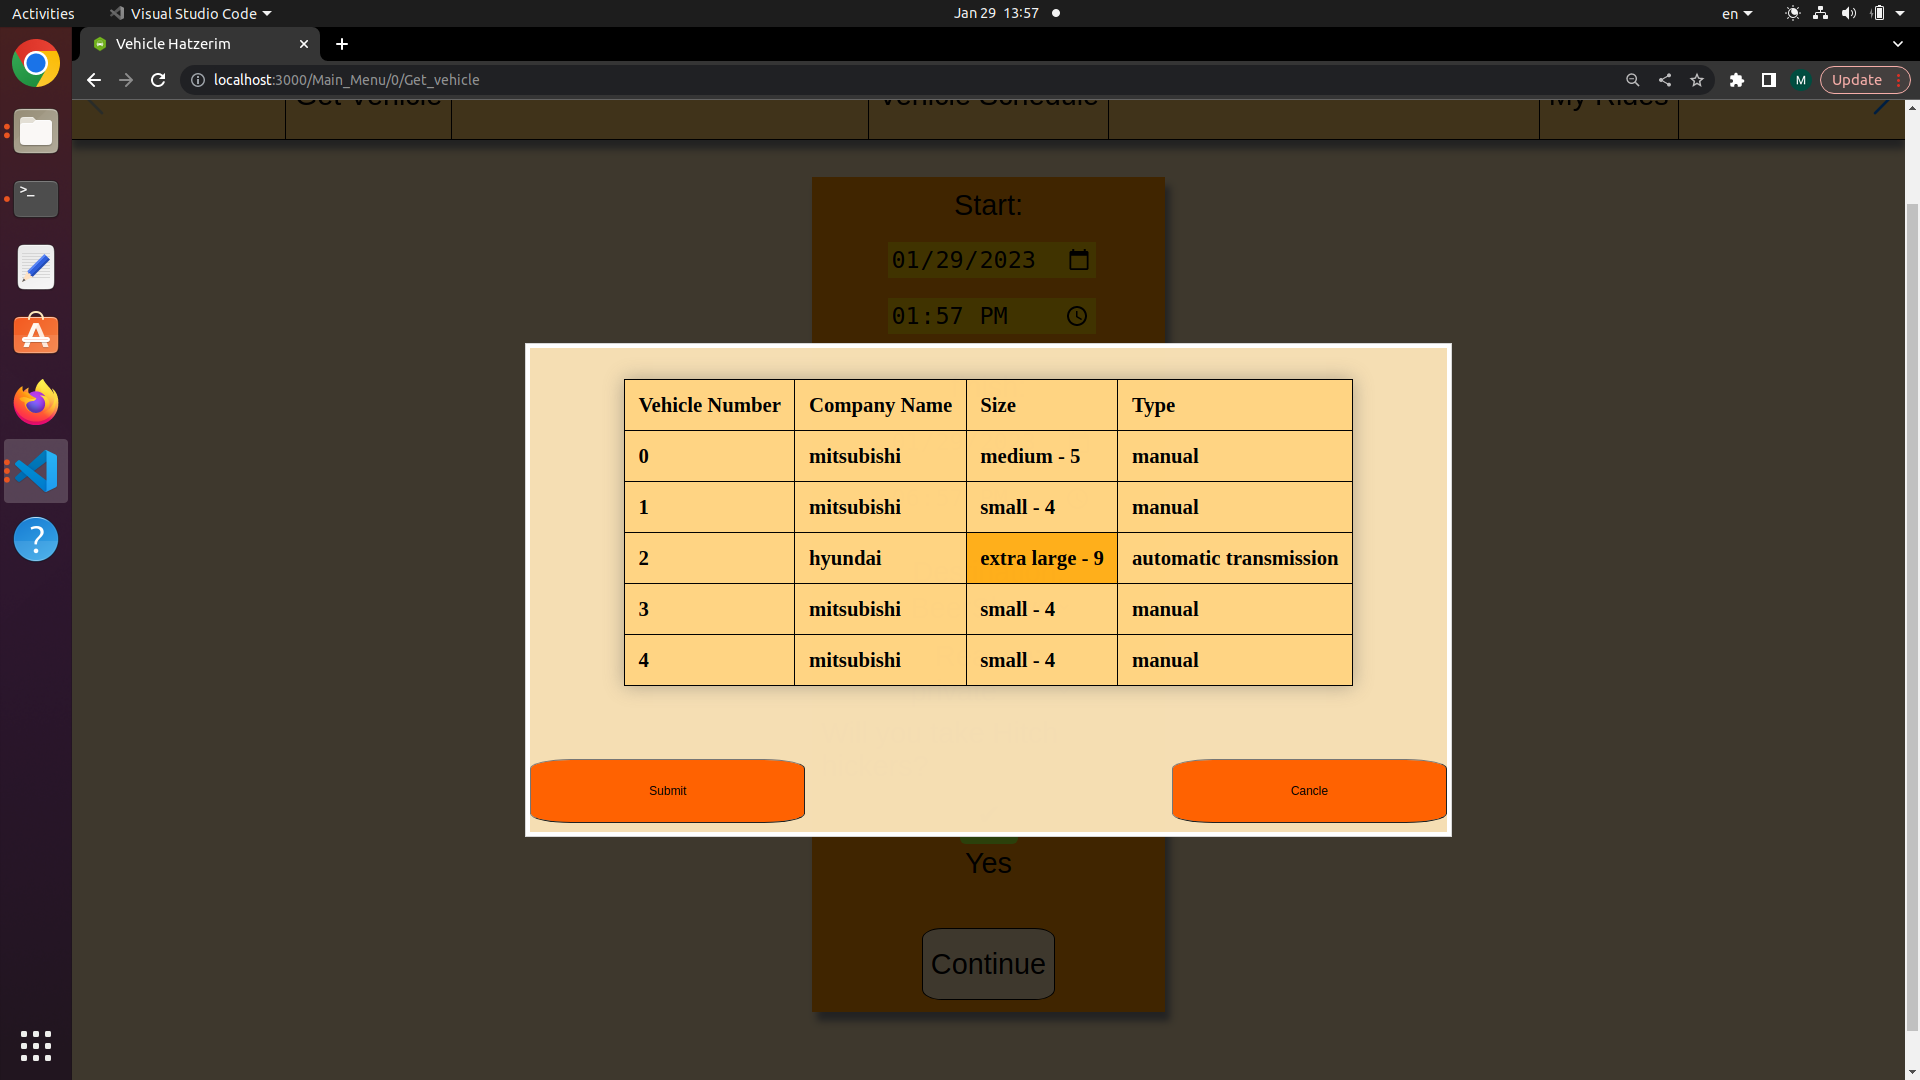 Activities Visual Studio Code Jan 29 13:57 en
Vehicle Hatzerim
localhost:3000/Main_Menu/0/Get_vehicle M Update
Get Vehicle Vehicle Schedule My Rides
Start:
01/29/2023
01:57 PM
Vehicle Number Company Name Size Type
0 mitsubishi medium - 5 manual
1 mitsubishi small - 4 manual
2 hyundai extra large - 9 automatic transmission
3 mitsubishi small - 4 manual
4 mitsubishi small - 4 manual
Submit Cancle
Yes
Continue